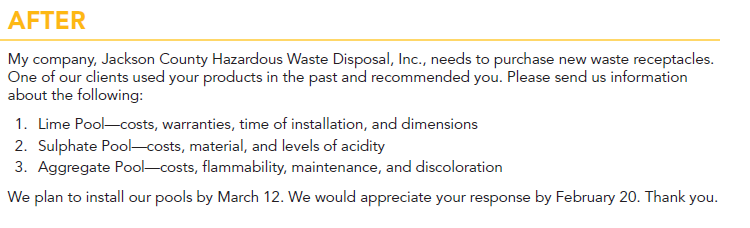 AFTER
My company, Jackson County Hazardous Waste Disposal, Inc., needs to purchase new waste receptacles.
One of our clients used your products in the past and recommended you. Please send us information
about the following:
1. Lime Pool—costs, warranties, time of installation, and dimensions
2. Sulphate Pool—costs, material, and levels of acidity
3. Aggregate Pool—costs, flammability, maintenance, and discoloration
We plan to install our pools by March 12. We would appreciate your response by February 20. Thank you.